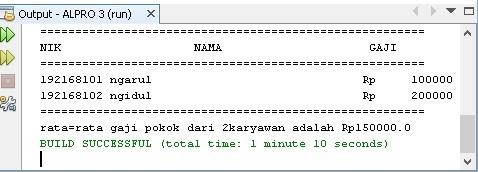 Output - ALPRO 3 (run)
================================================================
NIK NAMA GAJI
================================================================
192168101 ngarul Rp 100000
192168102 ngidul Rp 200000
================================================================
rata=rata gaji pokok dari 2karyawan adalah Rp150000.0
BUILD SUCCESSFUL (total time: 1 minute 10 seconds)